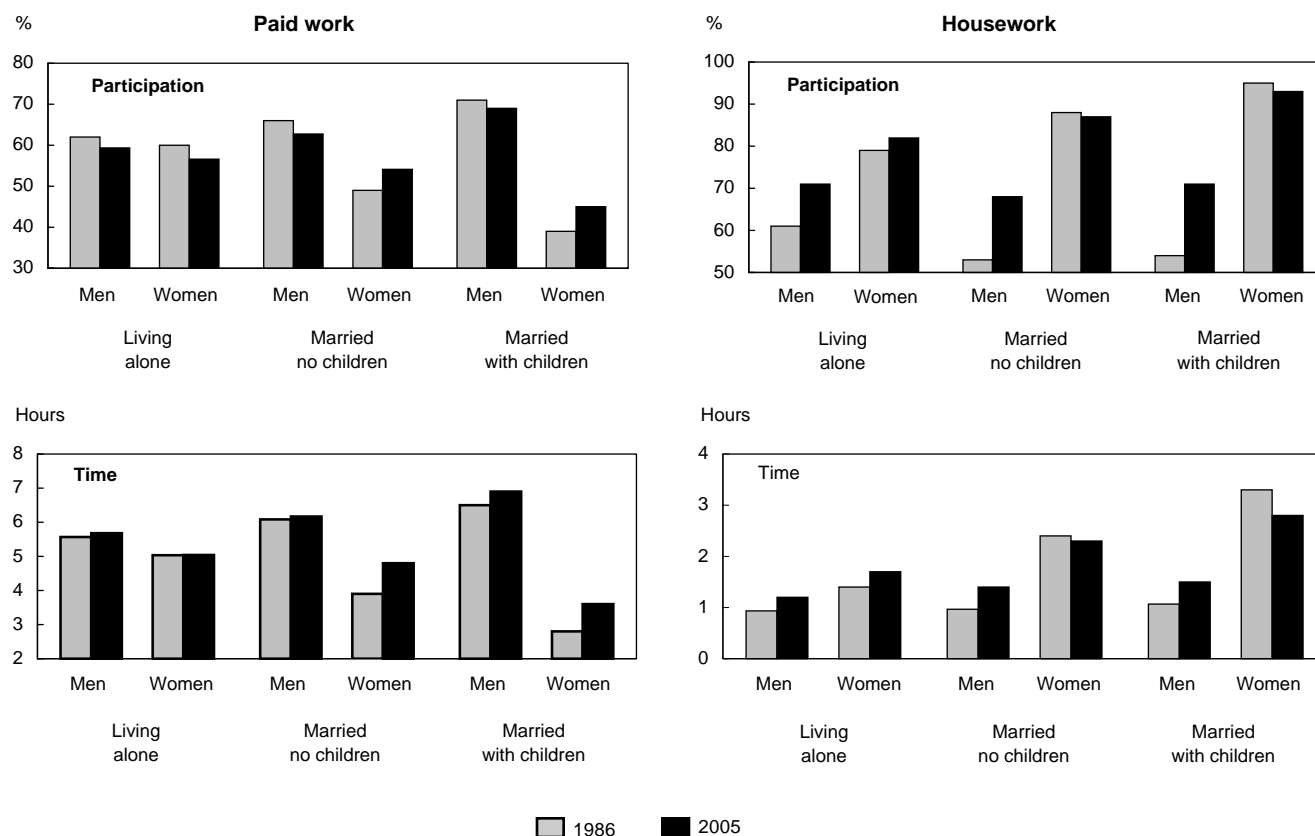 % Paid work
80
70
60
50
40
30
Participation
Men Women Men Women Men Women
Living Married Married
alone no children with children
% Housework
100
90
80
70
60
50
Participation
Men Women Men Women Men Women
Living Married Married
alone no children with children
Hours
8
7
6
5
4
3
2
Time
Men Women Men Women Men Women
Living Married Married
alone no children with children
Hours
4
3
2
1
0
Time
Men Women Men Women Men Women
Living Married Married
alone no children with children
1986 2005